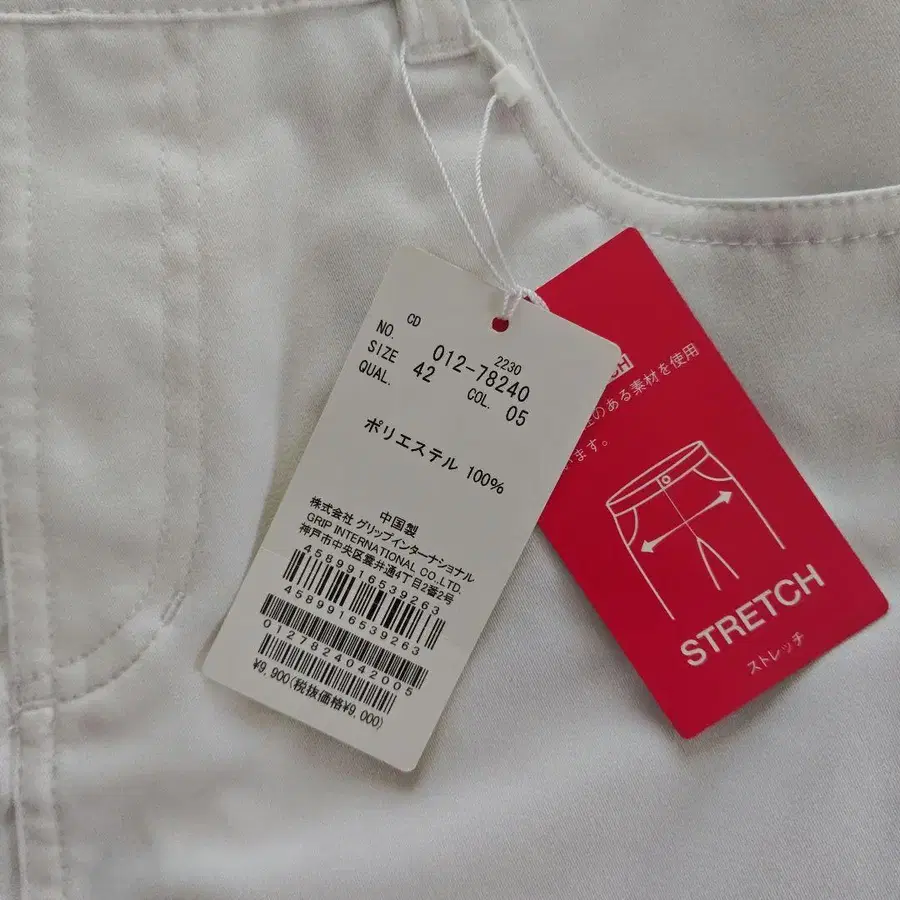 CD
2230
NO. 012-78240
SIZE 42 COL. 05
QUAL.
ポリエステル 100%
中国製
株式会社 グリップインターナショナル
GRIP INTERNATIONAL CO.,LTD.
神戸市中央区雲井通4丁目2番2号
4589916539263
4589916539263
0127824042005
¥9,900(税抜価格¥9,000)
のある素材を使用
ます。
STRETCH
ストレッチ